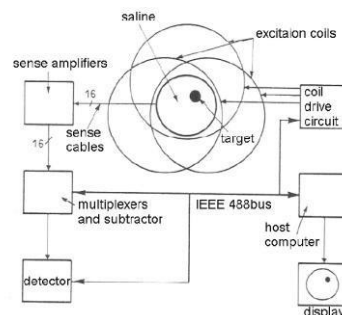 saline
excitaion coils
sense amplifiers
16
sense
cables
target
coil
drive
circuit
16
multiplexers
and subtractor
IEEE 488bus
host
computer
detector
display